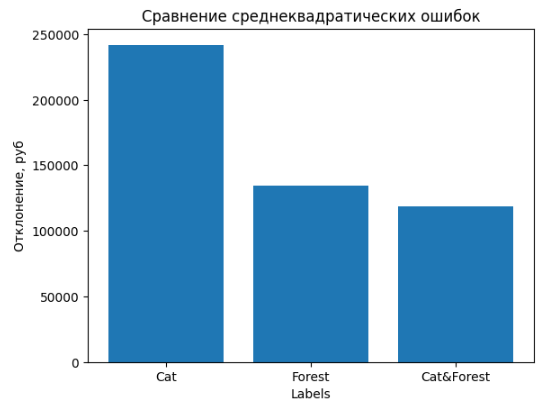 Сравнение среднеквадратических ошибок
250000
200000
150000
100000
50000
0
Отклонение, руб
Cat Forest Cat&Forest
Labels